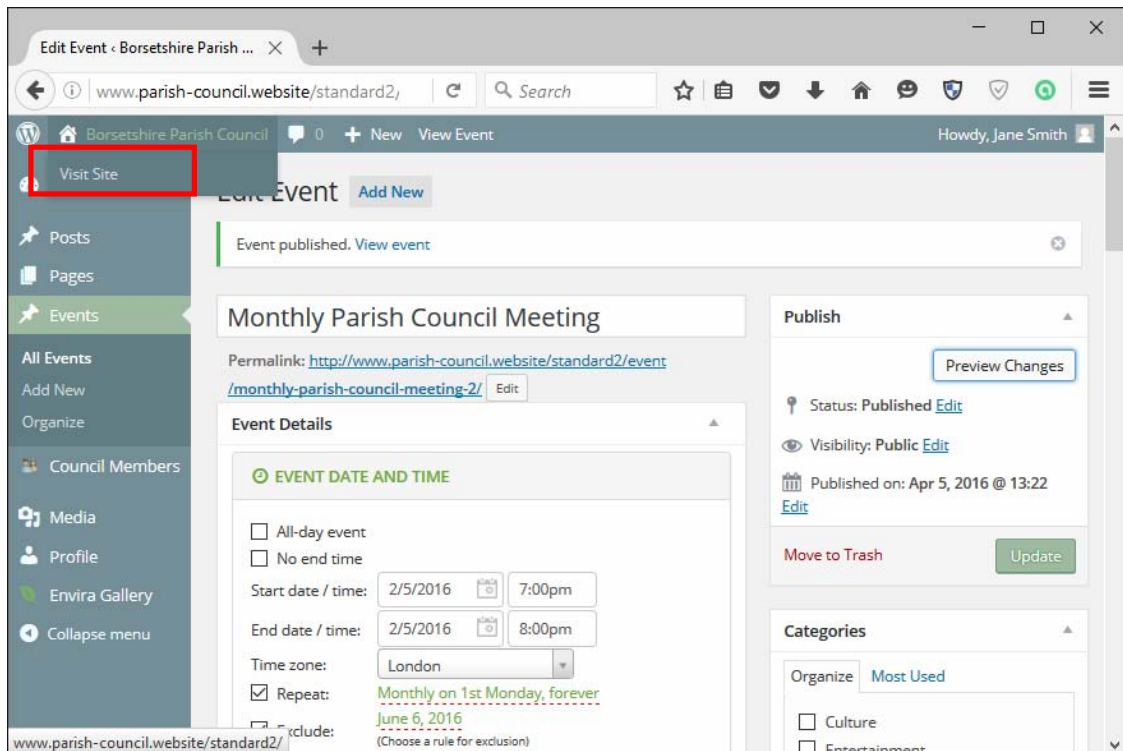 Edit Event ‹ Borsetshire Parish ...
www.parish-council.website/standard2/
Search
Borsetshire Parish Council 0 New View Event
Howdy, Jane Smith
Visit Site
Edit Event Add New
Event published. View event
Posts
Pages
Events
All Events
Add New
Organize
Council Members
Media
Profile
Envira Gallery
Collapse menu
Monthly Parish Council Meeting
Permalink: http://www.parish-council.website/standard2/event
/monthly-parish-council-meeting-2/ Edit
Event Details
EVENT DATE AND TIME
All-day event
No end time
Start date / time: 2/5/2016 7:00pm
End date / time: 2/5/2016 8:00pm
Time zone: London
Repeat: Monthly on 1st Monday, forever
June 6, 2016
Exclude:
(Choose a rule for exclusion)
Publish
Preview Changes
Status: Published Edit
Visibility: Public Edit
Published on: Apr 5, 2016 @ 13:22
Edit
Move to Trash Update
Categories
Organize Most Used
Culture
Entertainment
www.parish-council.website/standard2/